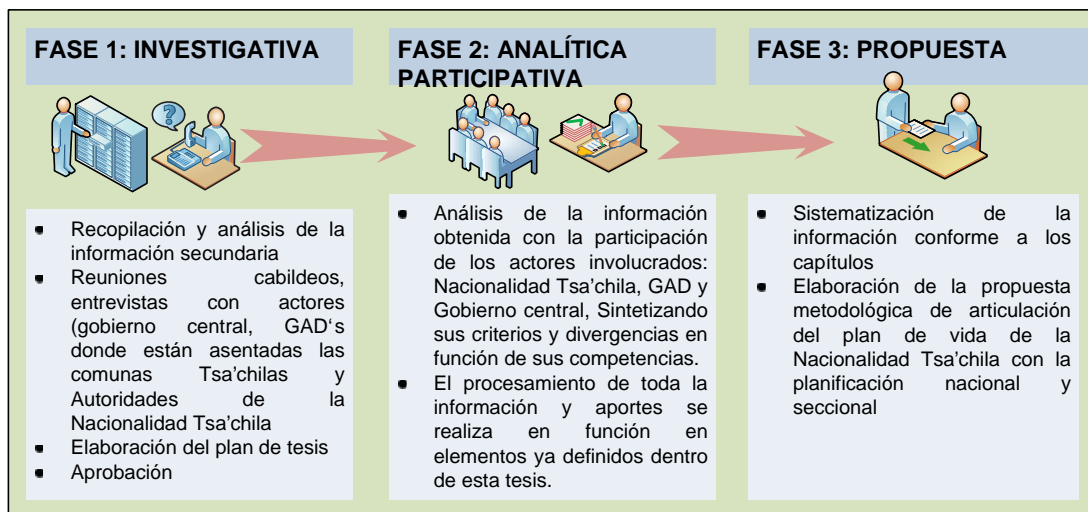 FASE 1: INVESTIGATIVA
Recopilación y análisis de la
información secundaria
Reuniones cabildeos,
entrevistas con actores
(gobierno central, GAD‘s
donde están asentadas las
comunas Tsa’chilas y
Autoridades de la
Nacionalidad Tsa’chila
Elaboración del plan de tesis
Aprobación
FASE 2: ANALÍTICA
PARTICIPATIVA
Análisis de la información
obtenida con la participación
de los actores involucrados:
Nacionalidad Tsa’chila, GAD y
Gobierno central, Sintetizando
sus criterios y divergencias en
función de sus competencias.
El procesamiento de toda la
información y aportes se
realiza en función en
elementos ya definidos dentro
de esta tesis.
FASE 3: PROPUESTA
Sistematización de la
información conforme a los
capítulos
Elaboración de la propuesta
metodológica de articulación
del plan de vida de la
Nacionalidad Tsa’chila con la
planificación nacional y
seccional